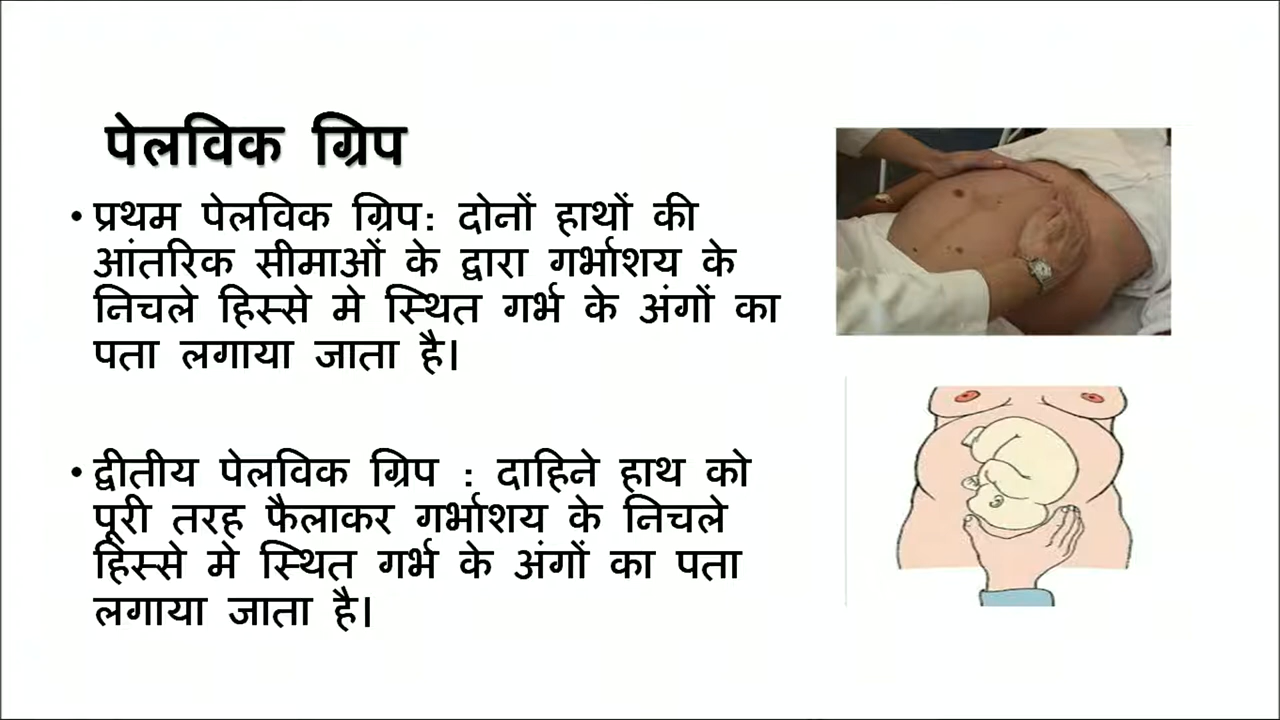 पेलविक ग्रिप
• प्रथम पेलविक ग्रिप: दोनों हाथों की
आंतरिक सीमाओं के द्वारा गर्भाशय के
निचले हिस्से मे स्थित गर्भ के अंगों का
पता लगाया जाता है।
• द्वीतीय पेलविक ग्रिप : दाहिने हाथ को
पूरी तरह फैलाकर गर्भाशय के निचले
हिस्से मे स्थित गर्भ के अंगों का पता
लगाया जाता है।